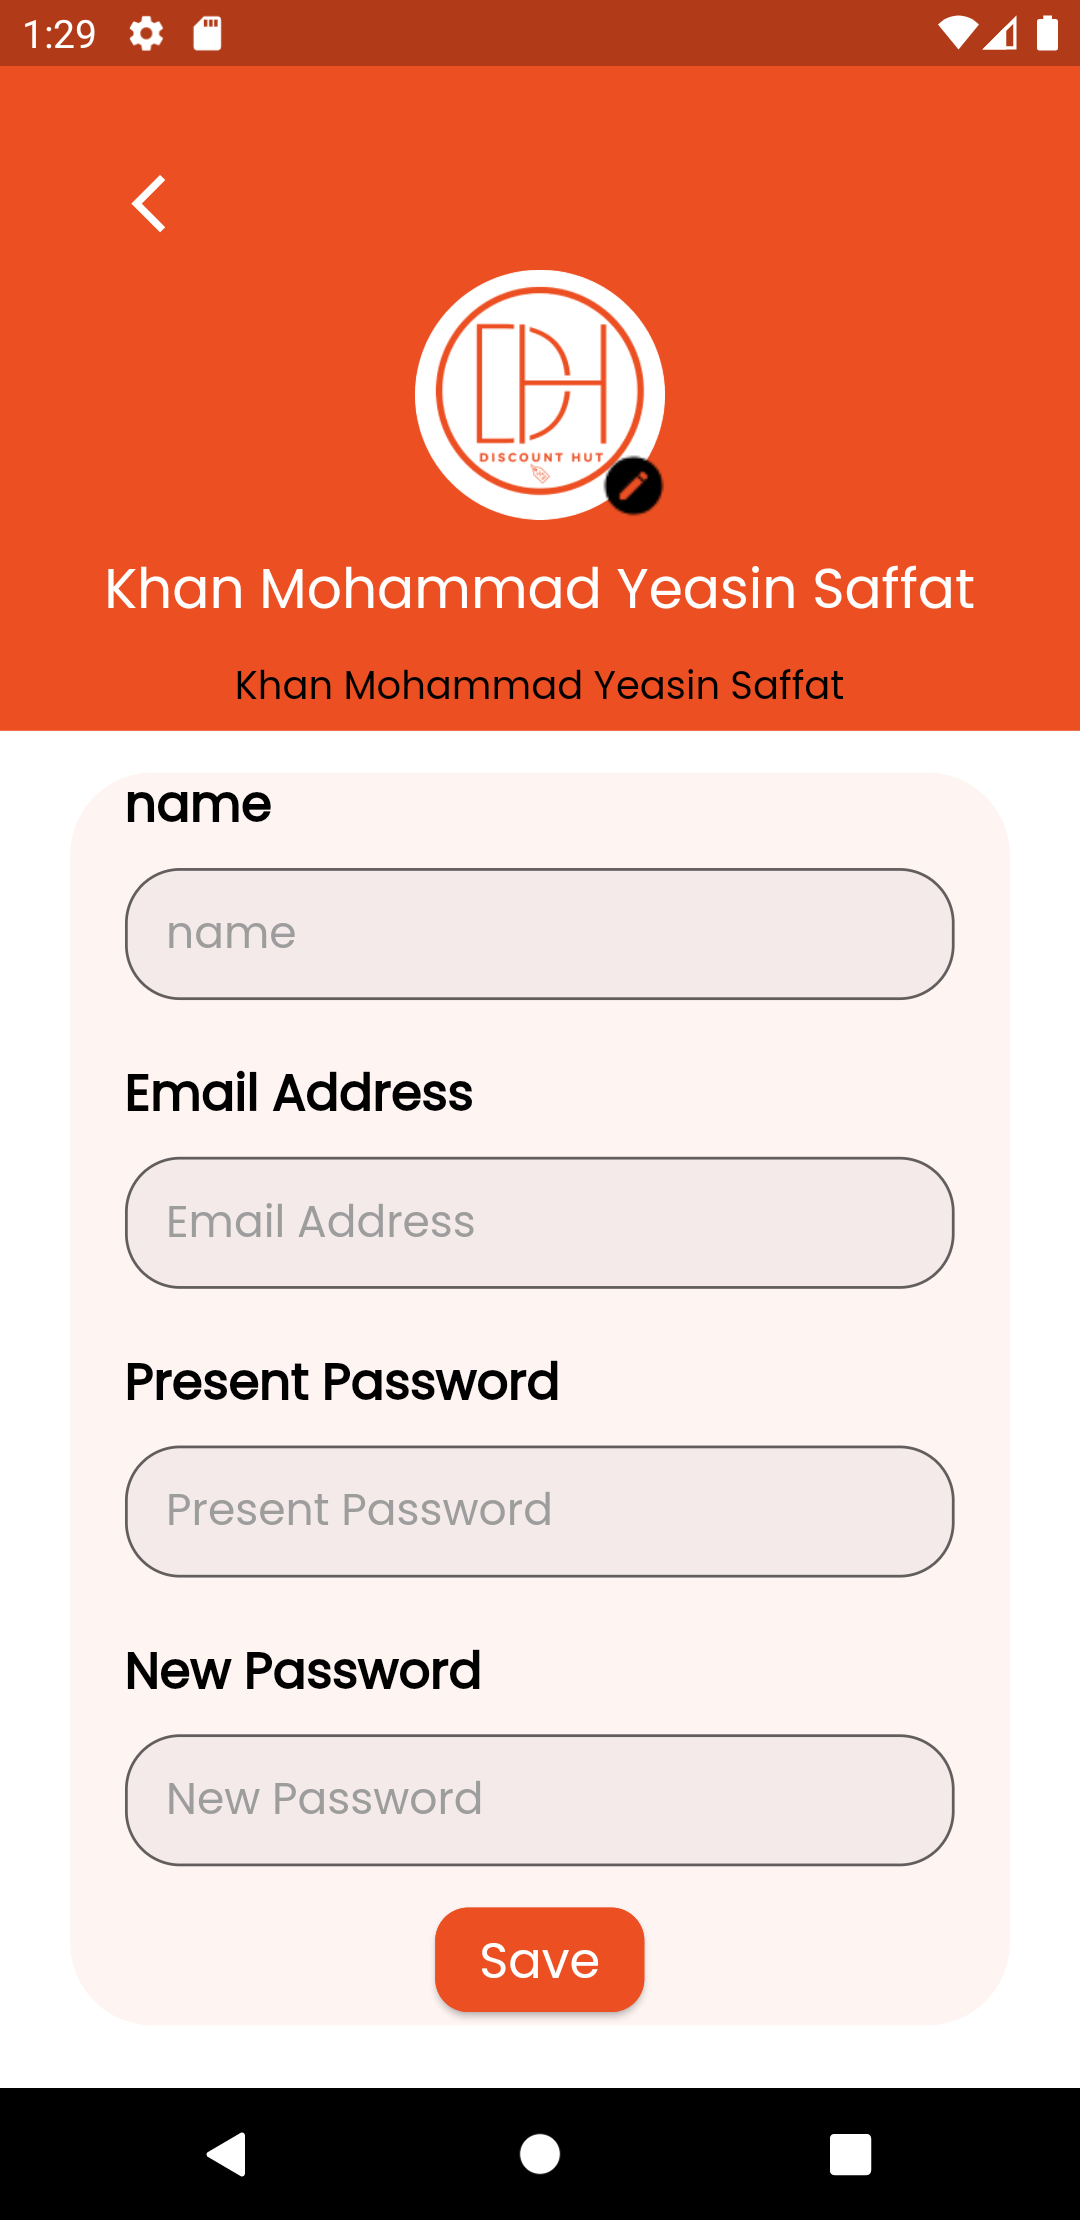 1:29
DH
DISCOUNT HUT
Khan Mohammad Yeasin Saffat
Khan Mohammad Yeasin Saffat
name
name
Email Address
Email Address
Present Password
Present Password
New Password
New Password
Save